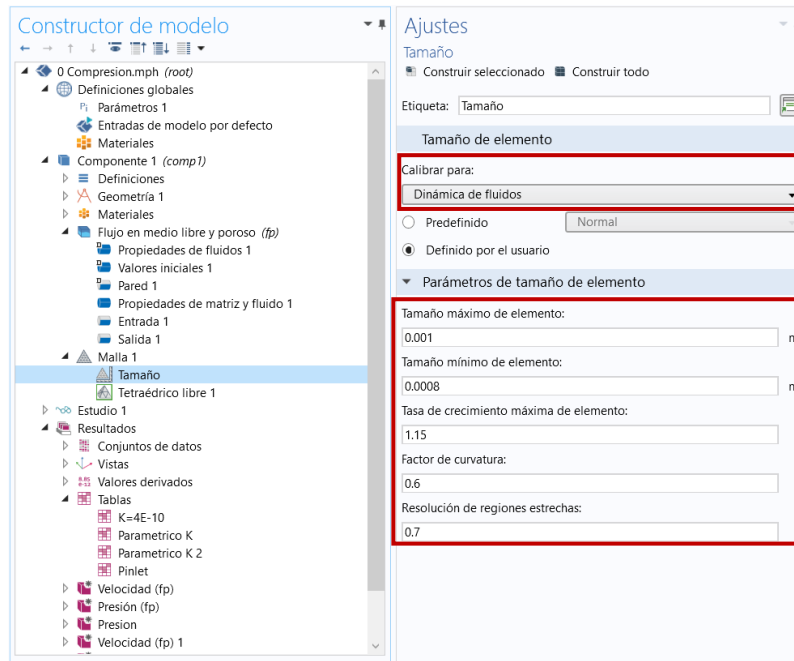 Constructor de modelo
0 Compresion.mph (root)
Definiciones globales
Pi Parámetros 1
Entradas de modelo por defecto
Materiales
Componente 1 (comp1)
Definiciones
Geometría 1
Materiales
Flujo en medio libre y poroso (fp)
Propiedades de fluidos 1
Valores iniciales 1
Pared 1
Propiedades de matriz y fluido 1
Entrada 1
Salida 1
Malla 1
Tamaño
Tetraédrico libre 1
Estudio 1
Resultados
Conjuntos de datos
Vistas
Valores derivados
Tablas
K=4E-10
Parametrico K
Parametrico K 2
Pinlet
Velocidad (fp)
Presión (fp)
Presion
Velocidad (fp) 1
Ajustes
Tamaño
Construir seleccionado Construir todo
Etiqueta: Tamaño
Tamaño de elemento
Calibrar para:
Dinámica de fluidos
Predefinido Normal
Definido por el usuario
Parámetros de tamaño de elemento
Tamaño máximo de elemento:
0.001
Tamaño mínimo de elemento:
0.0008
Tasa de crecimiento máxima de elemento:
1.15
Factor de curvatura:
0.6
Resolución de regiones estrechas:
0.7